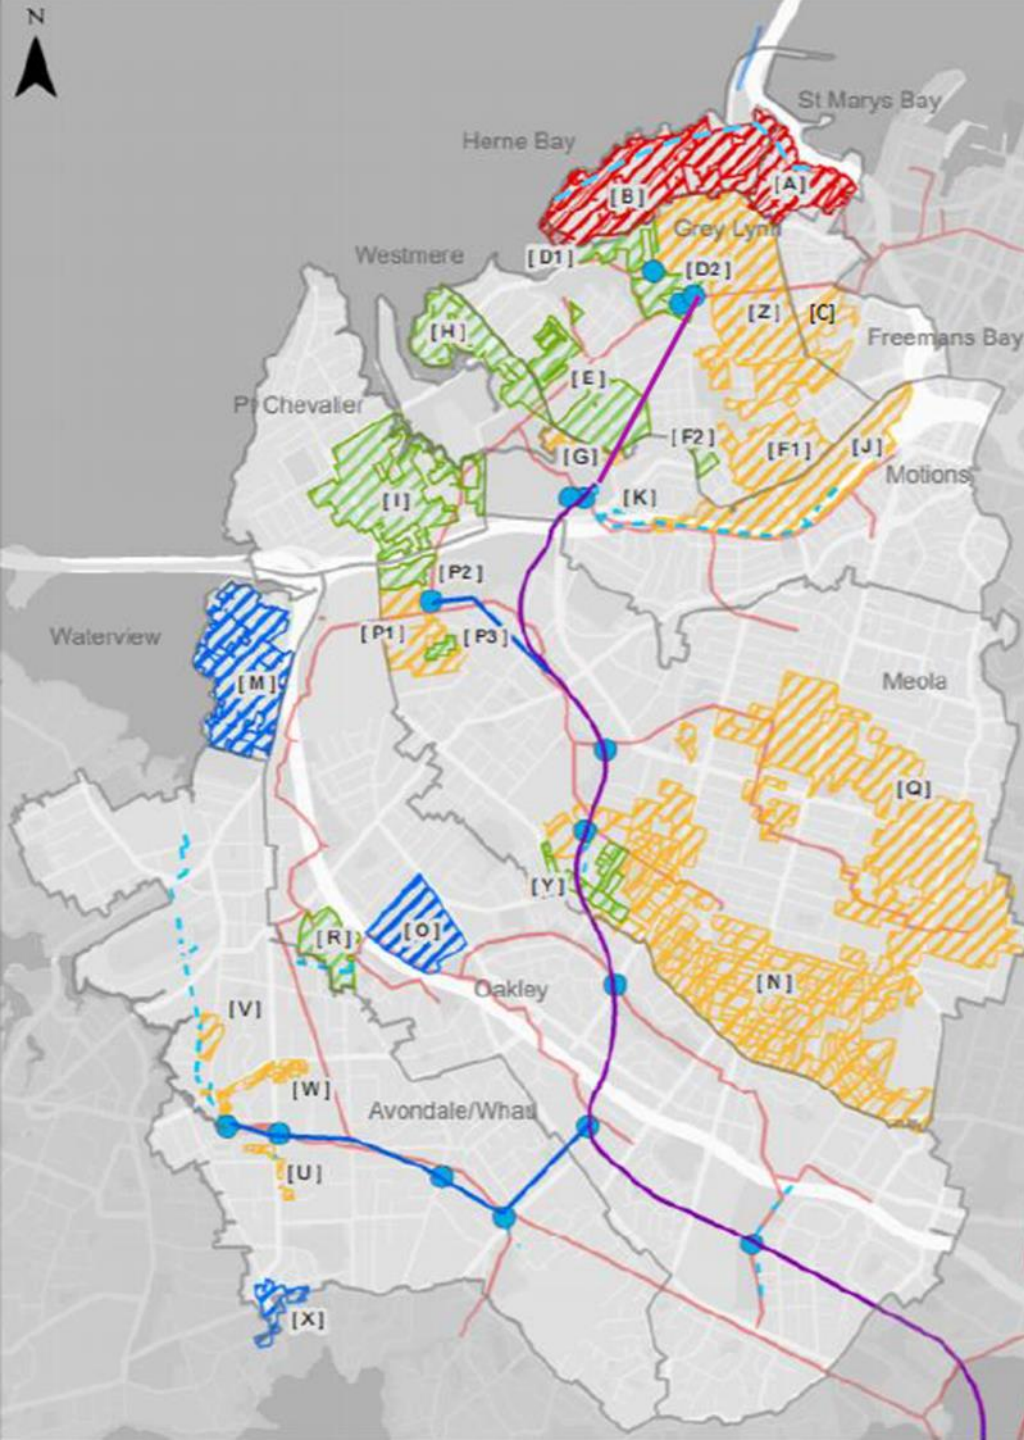 N
St Marys Bay
Herne Bay
[A]
[B]
Grey Lynn
Westmere
[D1]
[D2]
[Z]
[C]
[H]
Freemans Bay
[E]
Pt Chevalier
[F2]
[F1]
[J]
[G]
Motions
[I]
[K]
[P2]
Waterview
[P1]
[P3]
[M]
Meola
[Q]
[Y]
[O]
[R]
[N]
Oakley
[V]
[W]
Avondale/Whau
[U]
[X]